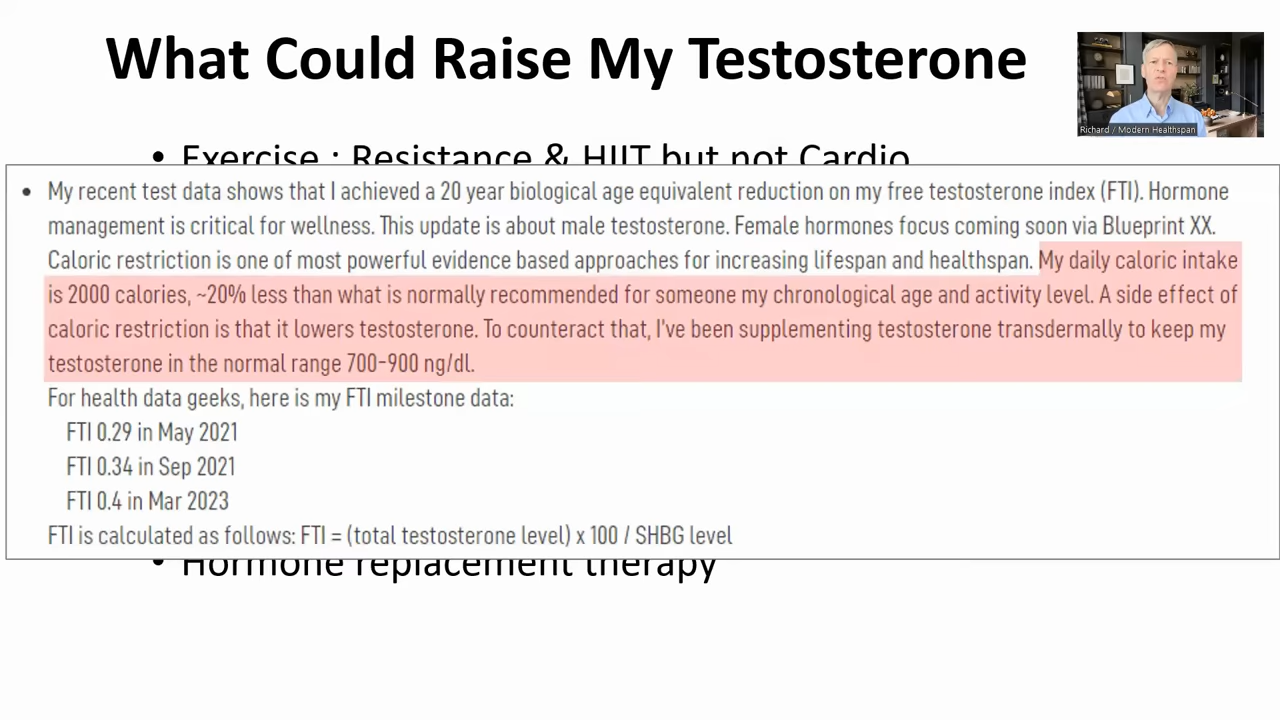 What Could Raise My Testosterone
Richard / Modern Healthspan
• Exercise : Resistance & HIIT but not Cardio
• My recent test data shows that I achieved a 20 year biological age equivalent reduction on my free testosterone index (FTI). Hormone
management is critical for wellness. This update is about male testosterone. Female hormones focus coming soon via Blueprint XX.
Caloric restriction is one of most powerful evidence based approaches for increasing lifespan and healthspan. My daily caloric intake
is 2000 calories, ~20% less than what is normally recommended for someone my chronological age and activity level. A side effect of
caloric restriction is that it lowers testosterone. To counteract that, I've been supplementing testosterone transdermally to keep my
testosterone in the normal range 700-900 ng/dl.
For health data geeks, here is my FTI milestone data:
FTI 0.29 in May 2021
FTI 0.34 in Sep 2021
FTI 0.4 in Mar 2023
FTI is calculated as follows: FTI = (total testosterone level) x 100 / SHBG level
• Hormone replacement therapy